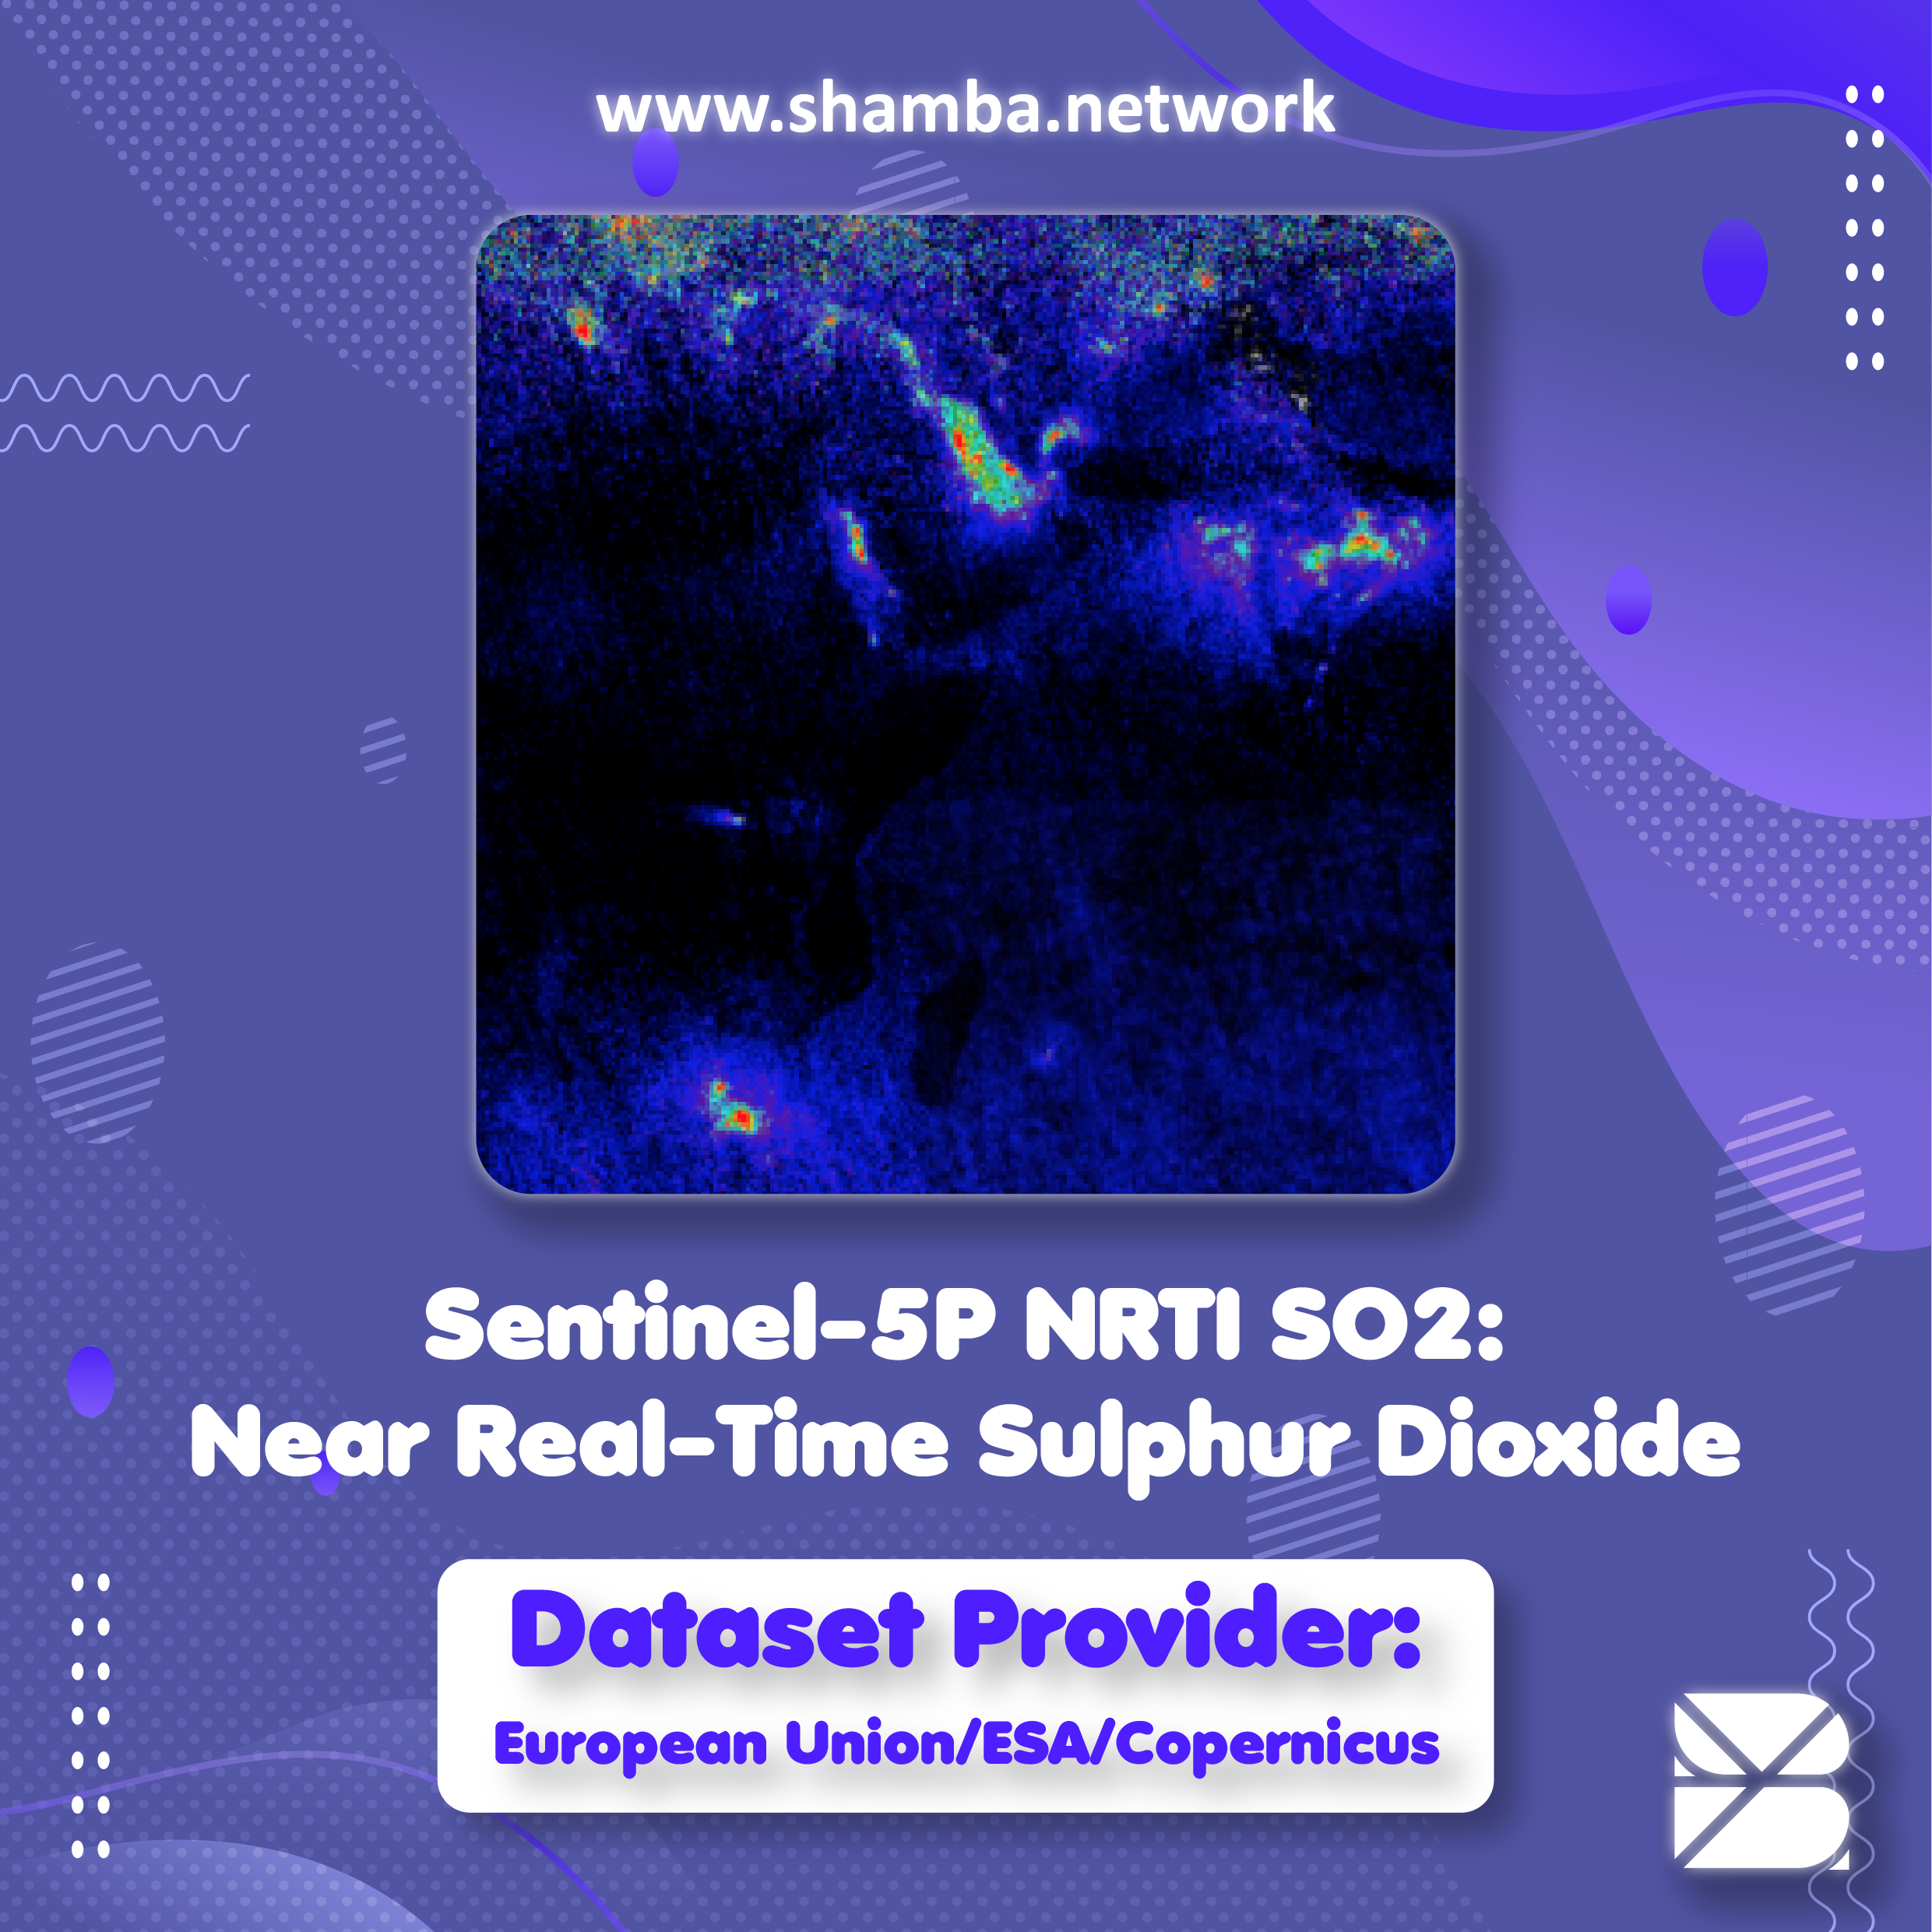 www.shamba.network
Sentinel-5P NRTI SO2:
Near Real-Time Sulphur Dioxide
Dataset Provider:
European Union/ESA/Copernicus